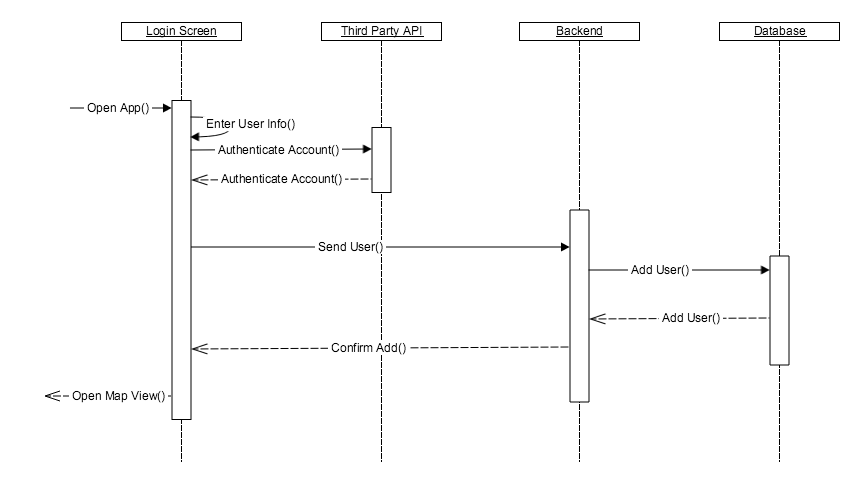 Login Screen
Third Party API
Backend
Database
Open App()
Enter User Info()
Authenticate Account()
Authenticate Account()
Send User()
Add User()
Add User()
Confirm Add()
Open Map View()